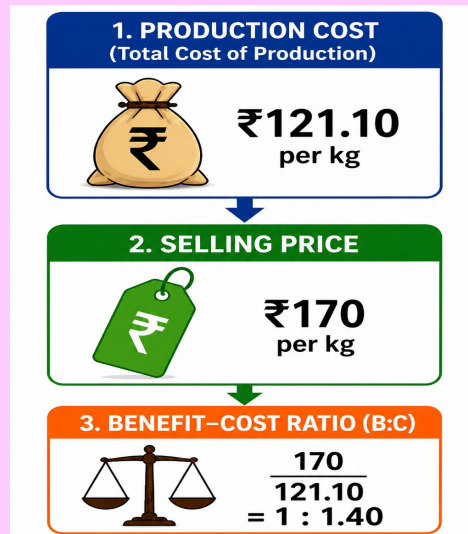 1. PRODUCTION COST
(Total Cost of Production)
₹
₹121.10
per kg
2. SELLING PRICE
₹
₹170
per kg
3. BENEFIT–COST RATIO (B:C)
170
121.10
= 1 : 1.40